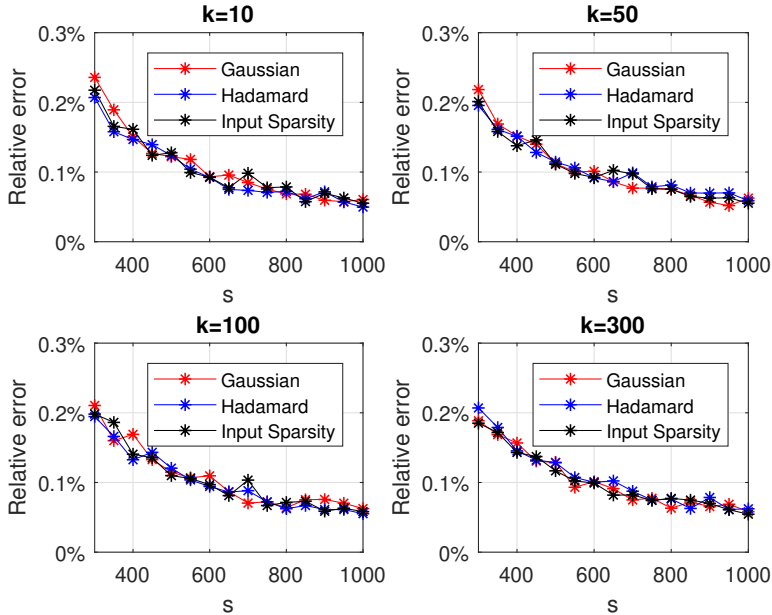 k=10
0.3%
0.2%
0.1%
0%
Relative error
Gaussian
Hadamard
Input Sparsity
400 600 800 1000
s
k=50
0.3%
0.2%
0.1%
0%
Relative error
Gaussian
Hadamard
Input Sparsity
400 600 800 1000
s
k=100
0.3%
0.2%
0.1%
0%
Relative error
Gaussian
Hadamard
Input Sparsity
400 600 800 1000
s
k=300
0.3%
0.2%
0.1%
0%
Relative error
Gaussian
Hadamard
Input Sparsity
400 600 800 1000
s